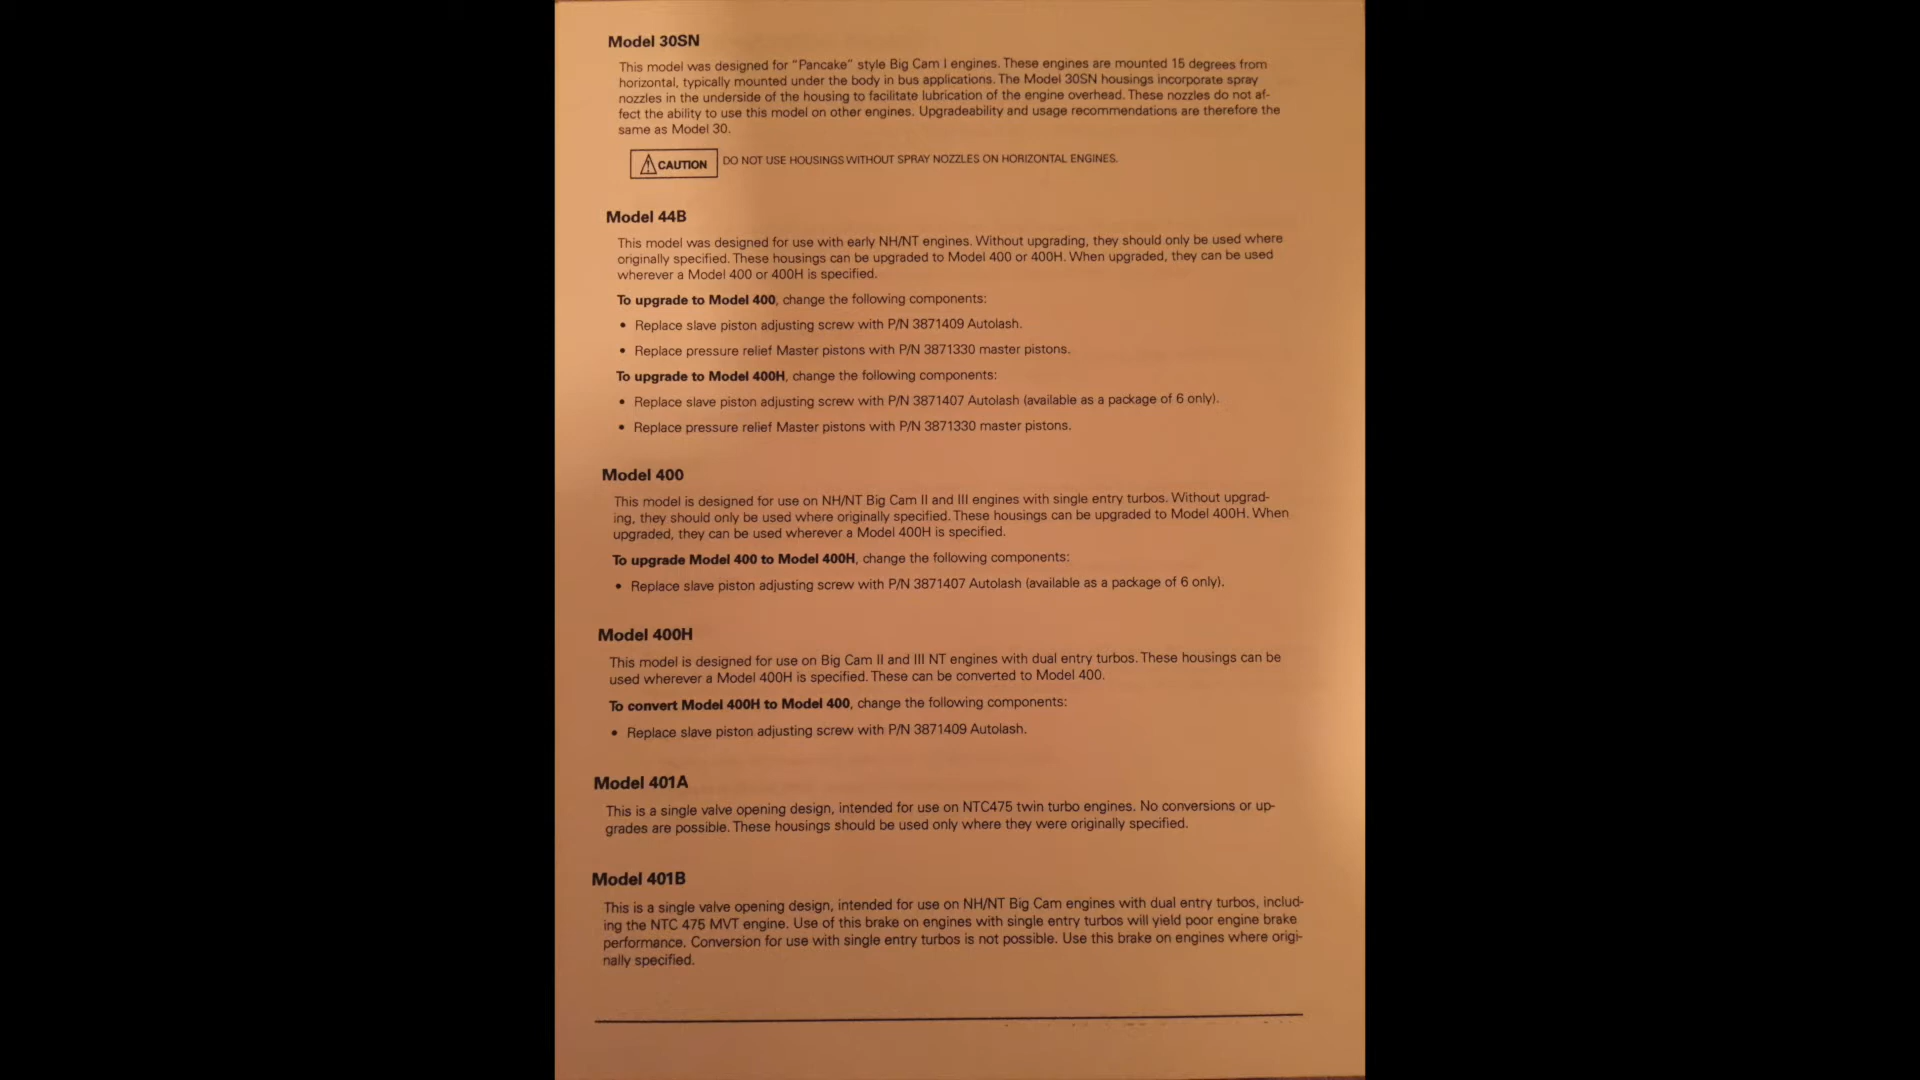 Model 30SN
This model was designed for "Pancake" style Big Cam I engines. These engines are mounted 15 degrees from
horizontal, typically mounted under the body in bus applications. The Model 30SN housings incorporate spray
nozzles in the underside of the housing to facilitate lubrication of the engine overhead. These nozzles do not af-
fect the ability to use this model on other engines. Upgradeability and usage recommendations are therefore the
same as Model 30.
CAUTION DO NOT USE HOUSINGS WITHOUT SPRAY NOZZLES ON HORIZONTAL ENGINES.
Model 44B
This model was designed for use with early NH/NT engines. Without upgrading, they should only be used where
originally specified. These housings can be upgraded to Model 400 or 400H. When upgraded, they can be used
wherever a Model 400 or 400H is specified.
To upgrade to Model 400, change the following components:
• Replace slave piston adjusting screw with P/N 3871409 Autolash.
• Replace pressure relief Master pistons with P/N 3871330 master pistons.
To upgrade to Model 400H, change the following components:
• Replace slave piston adjusting screw with P/N 3871407 Autolash (available as a package of 6 only).
• Replace pressure relief Master pistons with P/N 3871330 master pistons.
Model 400
This model is designed for use on NH/NT Big Cam II and III engines with single entry turbos. Without upgrad-
ing, they should only be used where originally specified. These housings can be upgraded to Model 400H. When
upgraded, they can be used wherever a Model 400H is specified.
To upgrade Model 400 to Model 400H, change the following components:
• Replace slave piston adjusting screw with P/N 3871407 Autolash (available as a package of 6 only).
Model 400H
This model is designed for use on Big Cam II and III NT engines with dual entry turbos. These housings can be
used wherever a Model 400H is specified. These can be converted to Model 400.
To convert Model 400H to Model 400, change the following components:
• Replace slave piston adjusting screw with P/N 3871409 Autolash.
Model 401A
This is a single valve opening design, intended for use on NTC475 twin turbo engines. No conversions or up-
grades are possible. These housings should be used only where they were originally specified.
Model 401B
This is a single valve opening design, intended for use on NH/NT Big Cam engines with dual entry turbos, includ-
ing the NTC 475 MVT engine. Use of this brake on engines with single entry turbos will yield poor engine brake
performance. Conversion for use with single entry turbos is not possible. Use this brake on engines where origi-
nally specified.